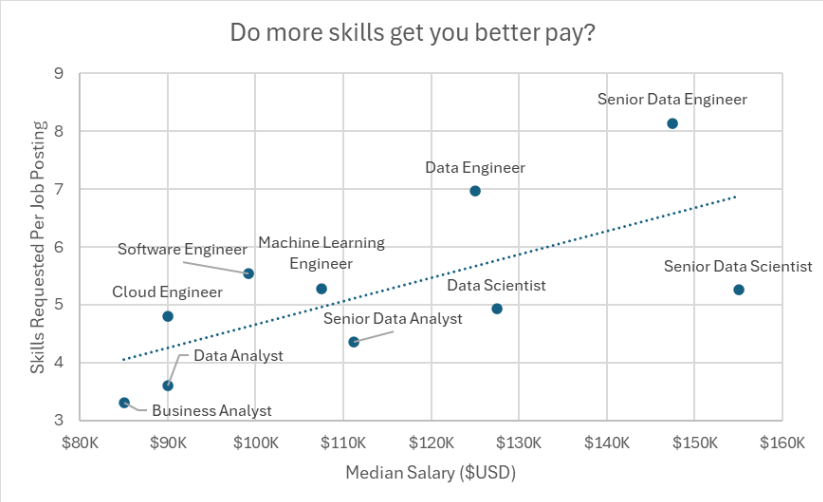 Do more skills get you better pay?
9
8
7
6
5
4
3
Skills Requested Per Job Posting
Senior Data Engineer
Data Engineer
Software Engineer
Machine Learning
Engineer
Senior Data Scientist
Data Scientist
Cloud Engineer
Senior Data Analyst
Data Analyst
Business Analyst
$80K
$90K
$100K
$110K
$120K
$130K
$140K
$150K
$160K
Median Salary ($USD)